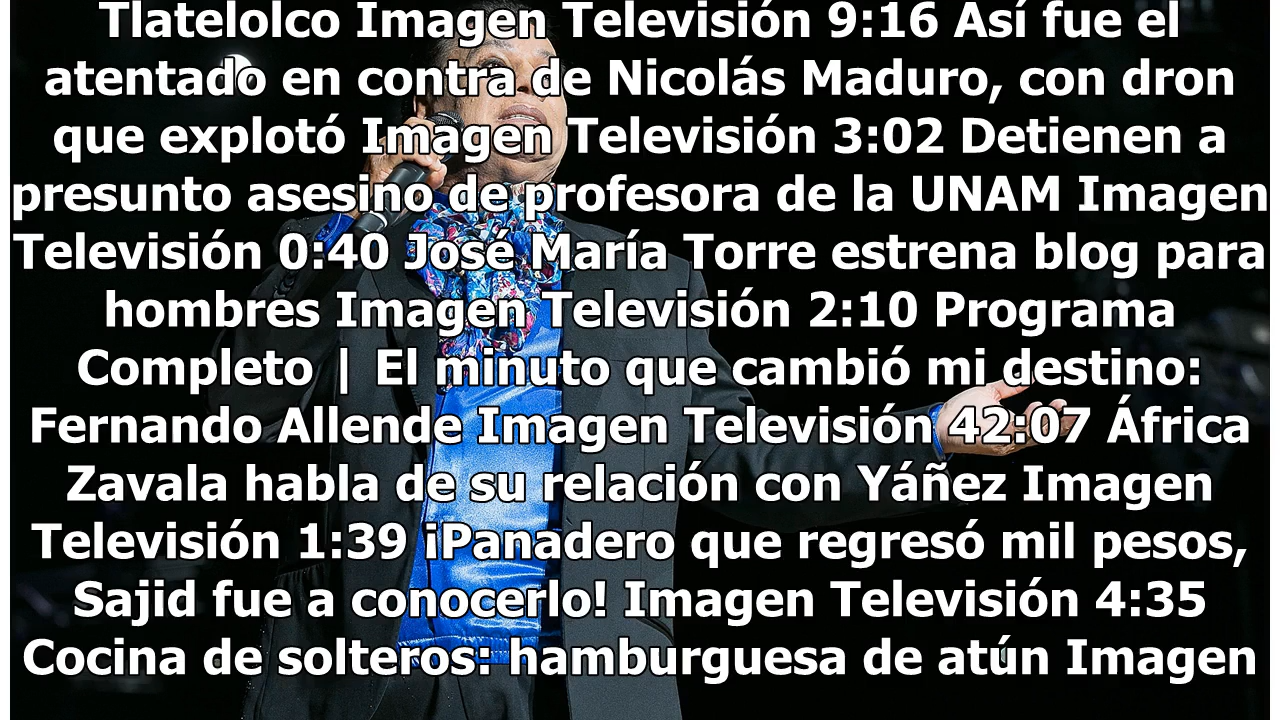 Tlatelolco Imagen Televisión 9:16 Así fue el
atentado en contra de Nicolás Maduro, con dron
que explotó Imagen Televisión 3:02 Detienen a
presunto asesino de profesora de la UNAM Imagen
Televisión 0:40 José María Torre estrena blog para
hombres Imagen Televisión 2:10 Programa
Completo | El minuto que cambió mi destino:
Fernando Allende Imagen Televisión 42:07 África
Zavala habla de su relación con Yáñez Imagen
Televisión 1:39 ¡Panadero que regresó mil pesos,
Sajid fue a conocerlo! Imagen Televisión 4:35
Cocina de solteros: hamburguesa de atún Imagen